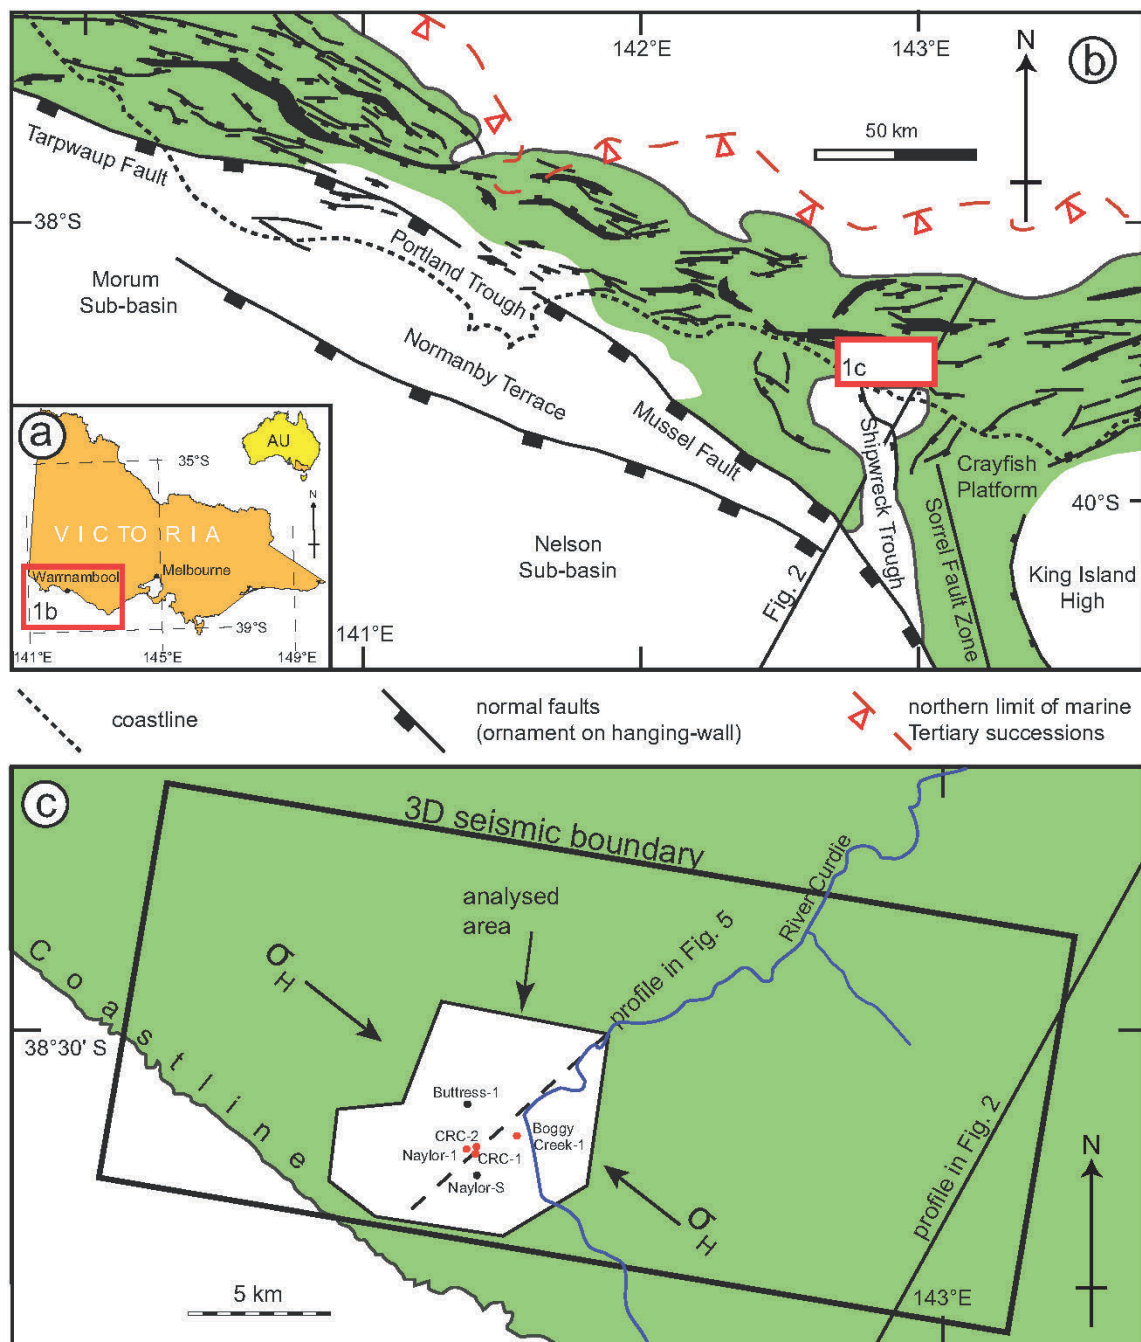 142°E
143°E
N
b
Tarpwaup Fault
50 km
38°S
Portland Trough
Morum
Sub-basin
Normanby Terrace
1c
Mussel Fault
Shipwreck Trough
Crayfish
Platform
40°S
Nelson
Sub-basin
Fig. 2
Sorrel Fault Zone
King Island
High
141°E
a
AU
35°S
N
VICTORIA
Warrnambool
Melbourne
1b
39°S
141°E
145°E
149°E
coastline
normal faults
(ornament on hanging-wall)
northern limit of marine
Tertiary successions
c
3D seismic boundary
River Curdie
analysed
area
profile in Fig. 5
σH
Coastline
38°30' S
Buttress-1
CRC-2
Boggy
Creek-1
Naylor-1
CRC-1
Naylor-S
σH
profile in Fig. 2
N
5 km
143°E